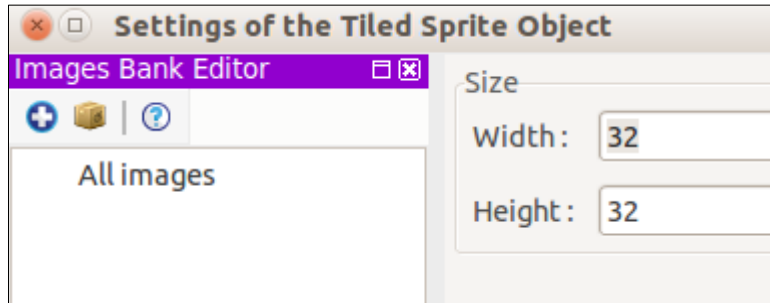 Settings of the Tiled Sprite Object
Images Bank Editor
All images
Size
Width: 32
Height: 32